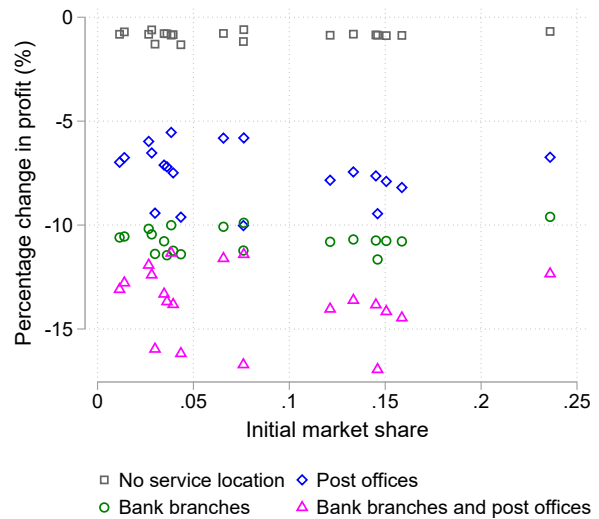 Percentage change in profit (%)
0
-5
-10
-15
0 .05 .1 .15 .2 .25
Initial market share
No service location Post offices
Bank branches Bank branches and post offices